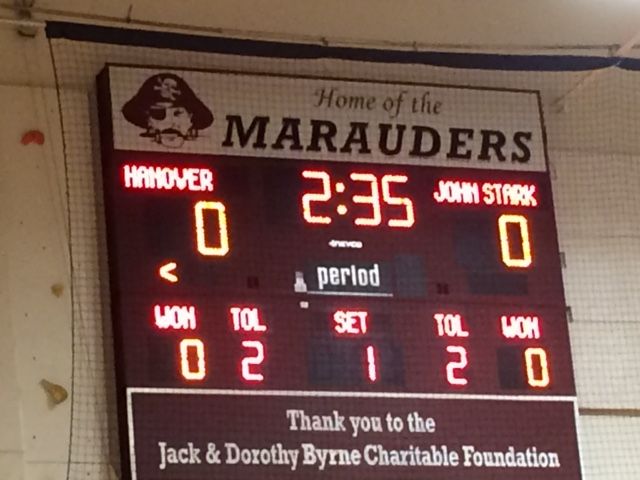 Home of the
MARAUDERS
HANOVER 2:35 JOHN STARK
0 0
< period
WON TOL SET TOL WON
0 2 1 2 0
Thank you to the
Jack & Dorothy Byrne Charitable Foundation